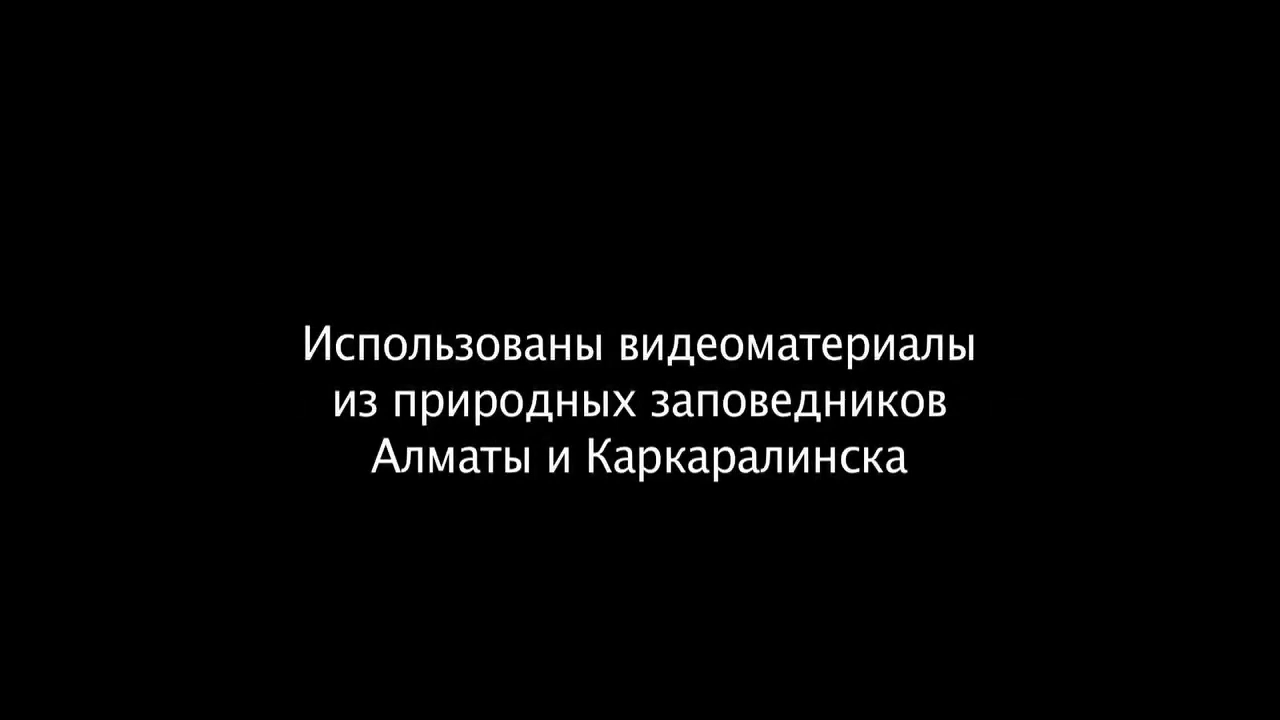 Использованы видеоматериалы
из природных заповедников
Алматы и Каркаралинска